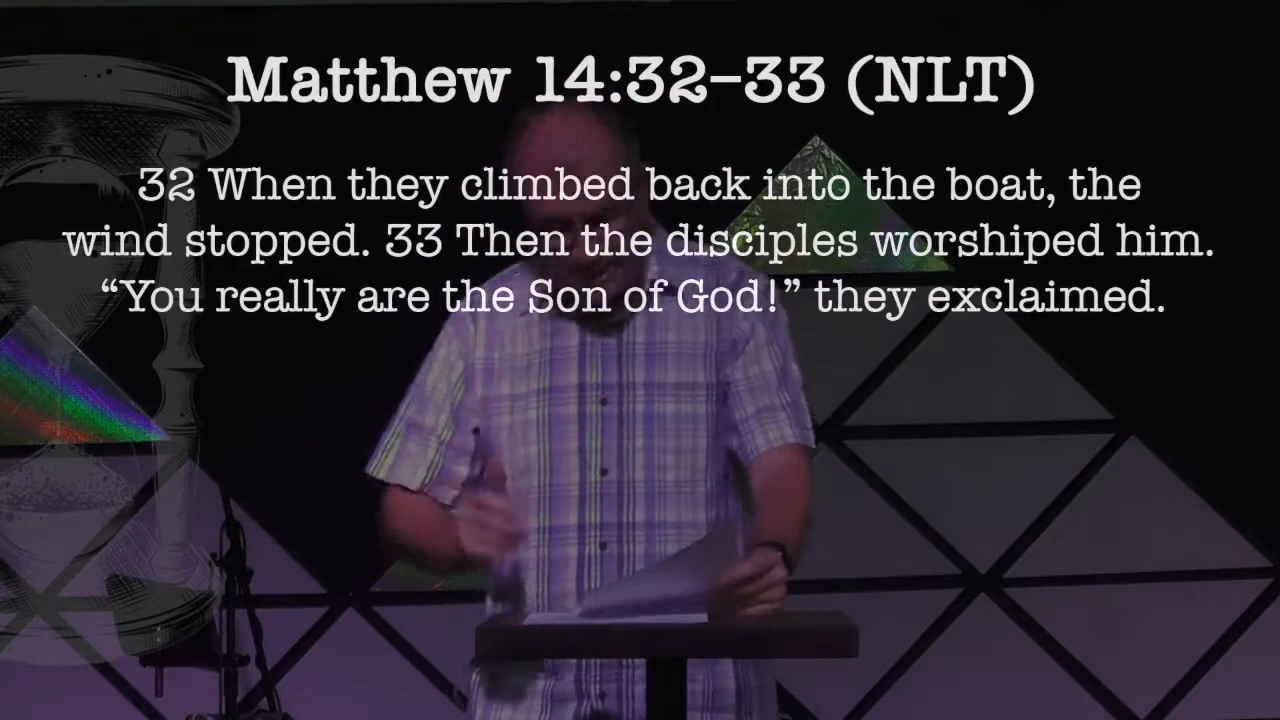 Matthew 14:32–33 (NLT)
32 When they climbed back into the boat, the
wind stopped. 33 Then the disciples worshiped him.
“You really are the Son of God!” they exclaimed.